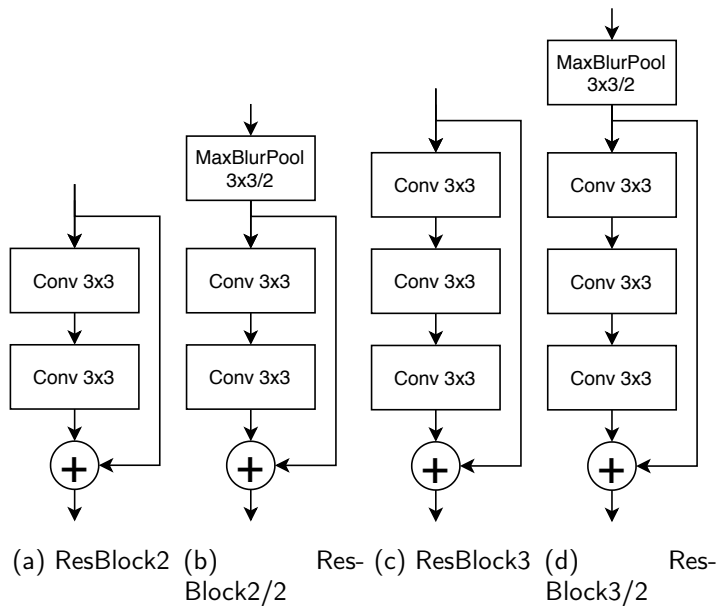 MaxBlurPool
3x3/2
Conv 3x3
Conv 3x3
+
(a) ResBlock2
MaxBlurPool
3x3/2
Conv 3x3
Conv 3x3
+
(b) Res-
Block2/2
Conv 3x3
Conv 3x3
Conv 3x3
+
(c) ResBlock3
Conv 3x3
Conv 3x3
Conv 3x3
+
(d) Res-
Block3/2